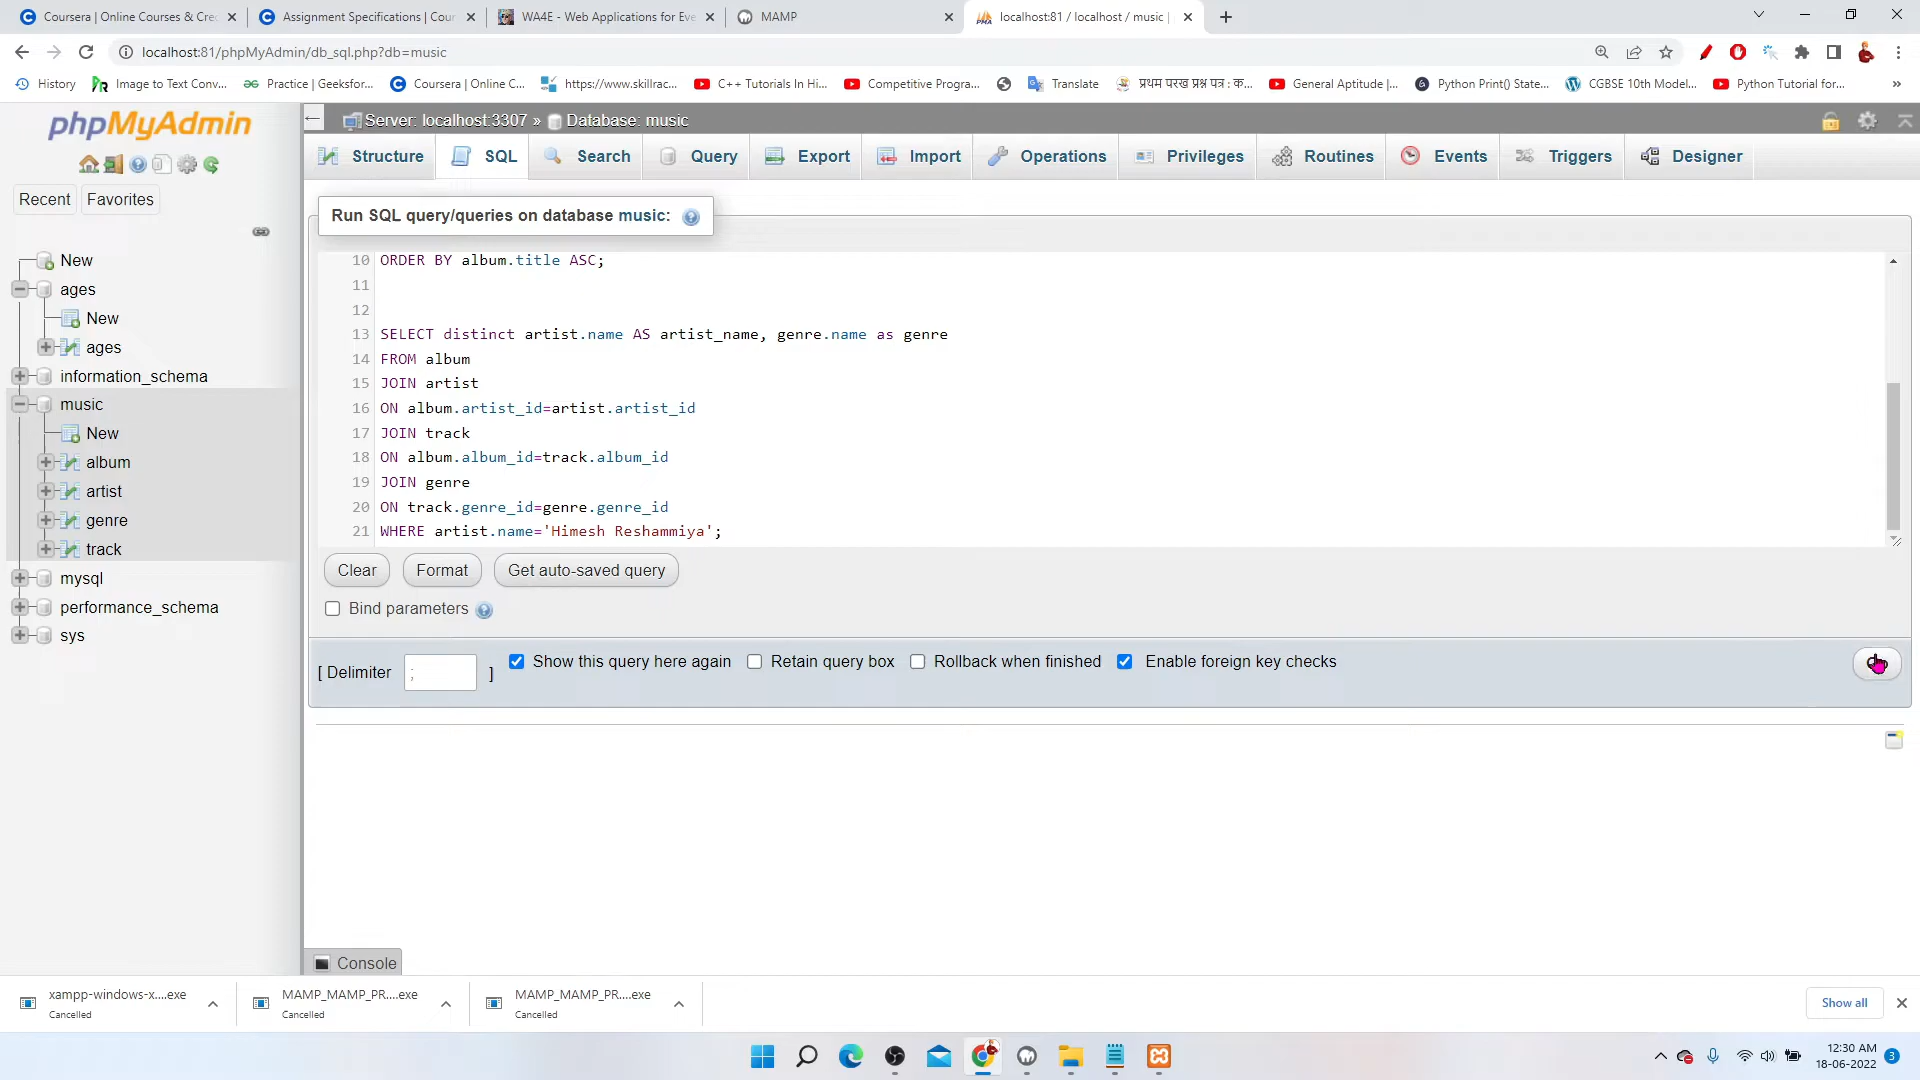 Coursera | Online Courses & Cre
Assignment Specifications | Cour
WA4E - Web Applications for Eve
MAMP
localhost:81 / localhost / music |
localhost:81/phpMyAdmin/db_sql.php?db=music
History
Image to Text Conv...
Practice | Geeksfor...
Coursera | Online C...
https://www.skillrac...
C++ Tutorials In Hi...
Competitive Progra...
Translate
प्रथम परख प्रश्न पत्र : क...
General Aptitude |...
Python Print() State...
CGBSE 10th Model...
Python Tutorial for...
»
phpMyAdmin
Recent
Favorites
New
ages
New
ages
information_schema
music
New
album
artist
genre
track
mysql
performance_schema
sys
Server: localhost:3307 » Database: music
Structure
SQL
Search
Query
Export
Import
Operations
Privileges
Routines
Events
Triggers
Designer
Run SQL query/queries on database music:
10 ORDER BY album.title ASC;
11
12
13 SELECT distinct artist.name AS artist_name, genre.name as genre
14 FROM album
15 JOIN artist
16 ON album.artist_id=artist.artist_id
17 JOIN track
18 ON album.album_id=track.album_id
19 JOIN genre
20 ON track.genre_id=genre.genre_id
21 WHERE artist.name='Himesh Reshammiya';
Clear
Format
Get auto-saved query
Bind parameters
[ Delimiter ; ]
Show this query here again
Retain query box
Rollback when finished
Enable foreign key checks
Console
xampp-windows-x....exe
Cancelled
MAMP_MAMP_PR....exe
Cancelled
MAMP_MAMP_PR....exe
Cancelled
Show all
12:30 AM
18-06-2022
3